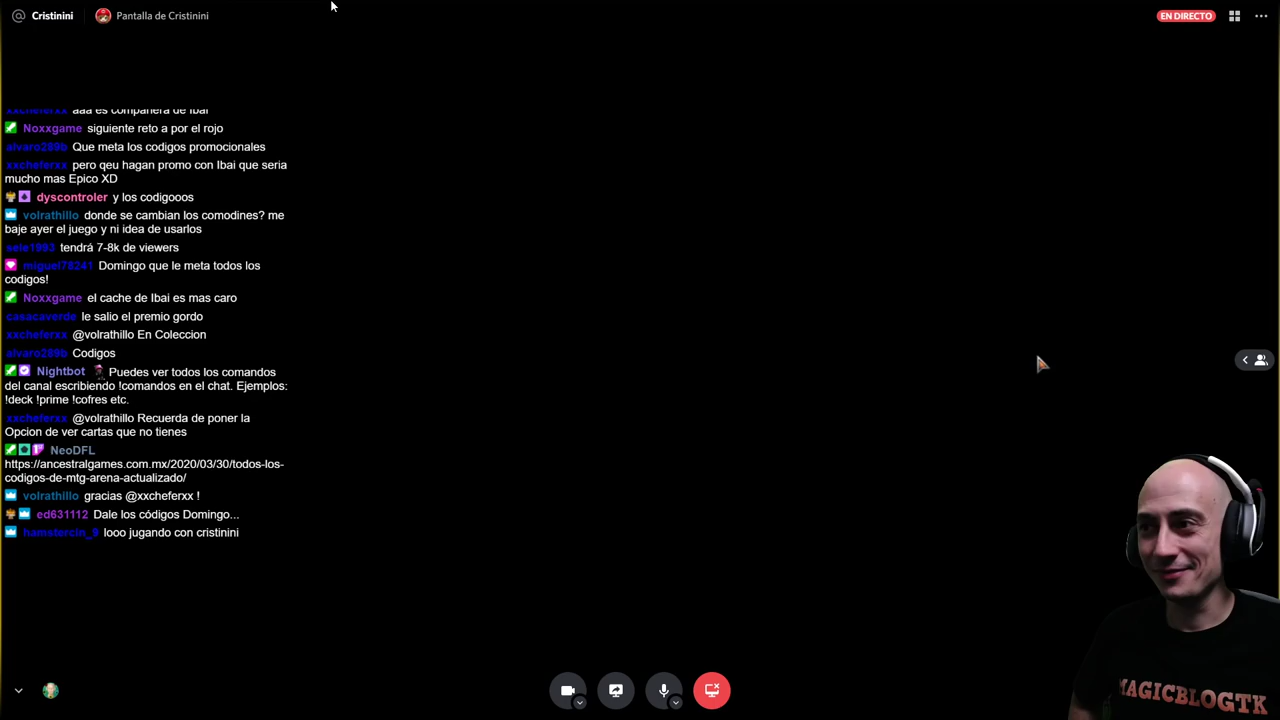 Cristinini Pantalla de Cristinini EN DIRECTO
xxcheferxx aaa es compañera de Ibai
Noxxgame siguiente reto a por el rojo
alvaro289b Que meta los codigos promocionales
xxcheferxx pero qeu hagan promo con Ibai que seria
mucho mas Epico XD
dyscontroler y los codigooos
volrathillo donde se cambian los comodines? me
baje ayer el juego y ni idea de usarlos
sele1993 tendrá 7-8k de viewers
miguel78241 Domingo que le meta todos los
codigos!
Noxxgame el cache de Ibai es mas caro
casacaverde le salio el premio gordo
xxcheferxx @volrathillo En Coleccion
alvaro289b Codigos
Nightbot Puedes ver todos los comandos
del canal escribiendo !comandos en el chat. Ejemplos:
!deck !prime !cofres etc.
xxcheferxx @volrathillo Recuerda de poner la
Opcion de ver cartas que no tienes
NeoDFL
https://ancestralgames.com.mx/2020/03/30/todos-los-
codigos-de-mtg-arena-actualizado/
volrathillo gracias @xxcheferxx !
ed631112 Dale los códigos Domingo...
hamstercin_9 looo jugando con cristinini
MAGICBLOGTK